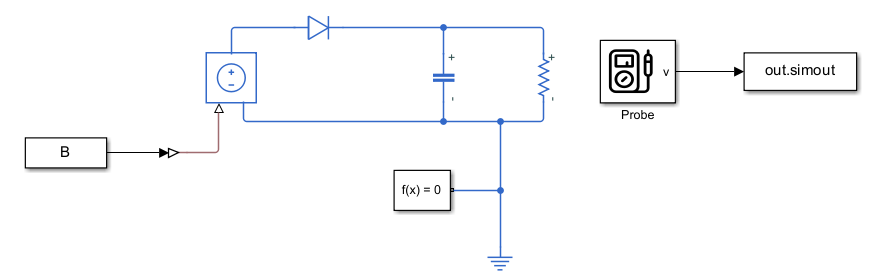 B
f(x) = 0
v
Probe
out.simout